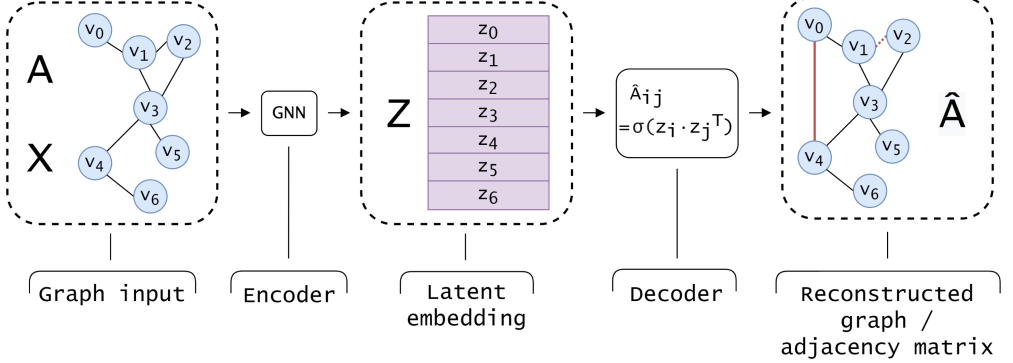 A
X
v0
v1
v2
v3
v4
v5
v6
GNN
Z
z0
z1
z2
z3
z4
z5
z6
Âij
=σ(zi·zjᵀ)
v0
v1
v2
v3
v4
v5
v6
Â
Graph input
Encoder
Latent
embedding
Decoder
Reconstructed
graph /
adjacency matrix